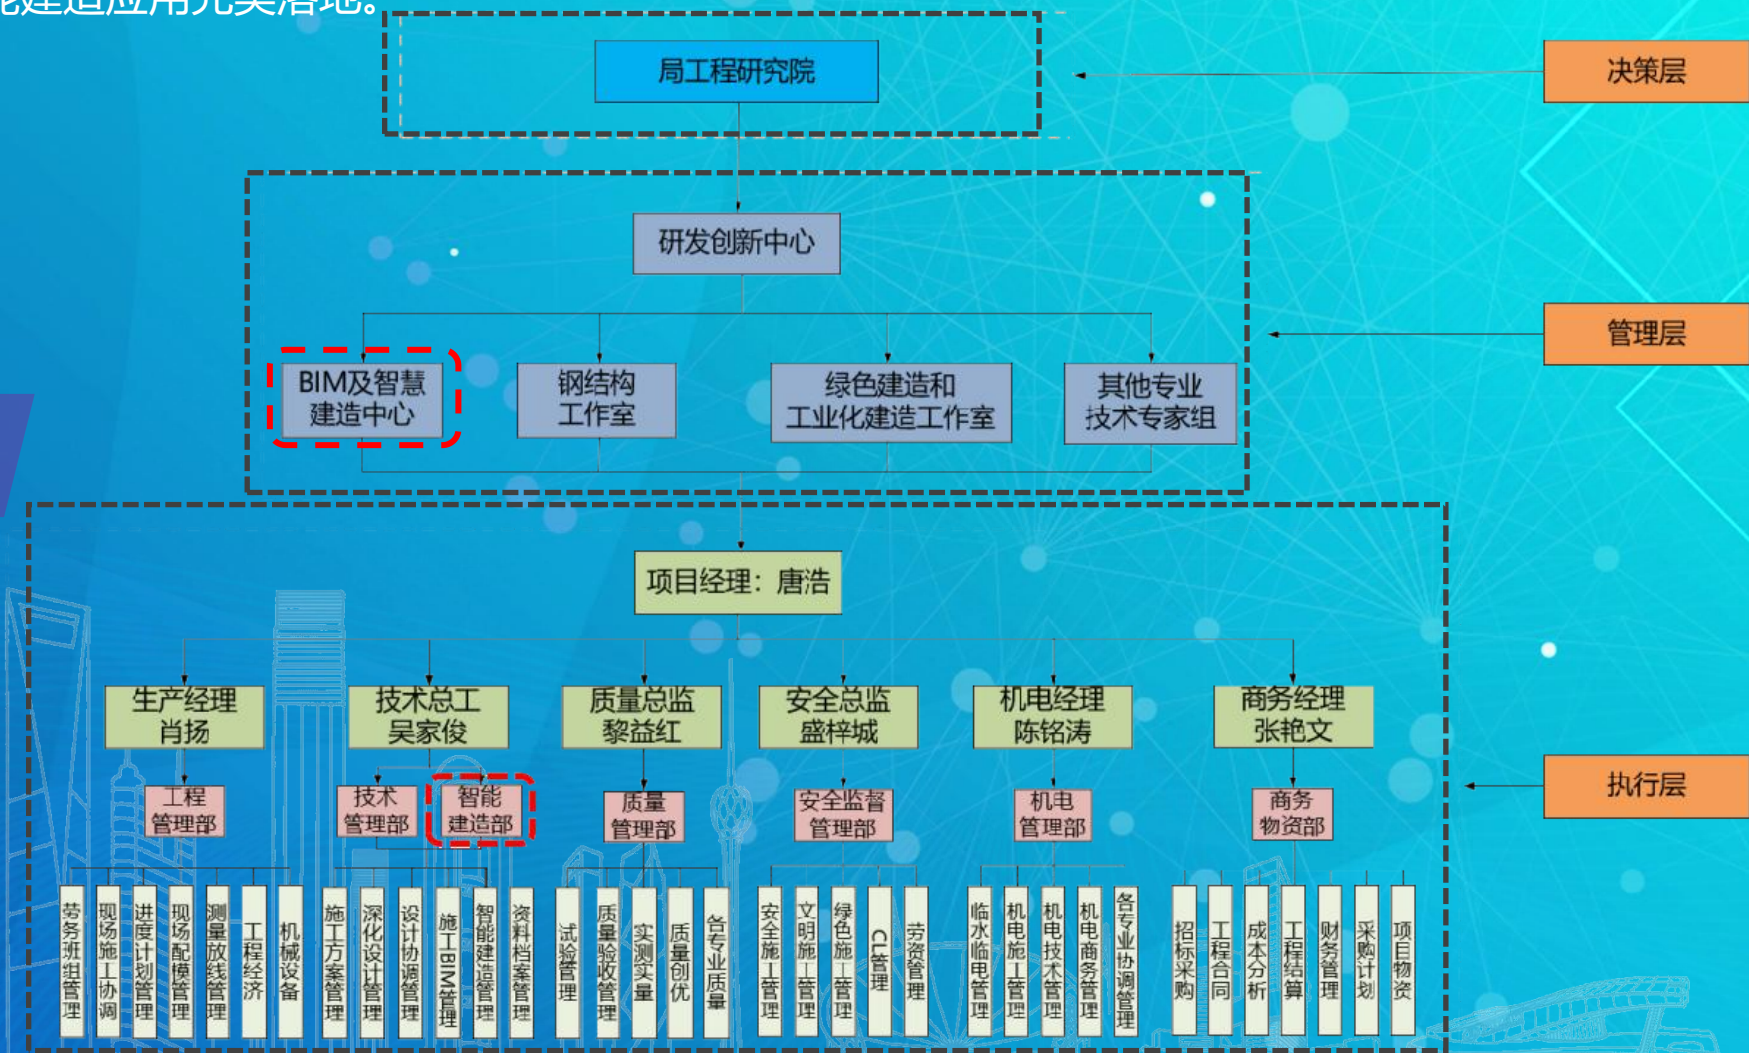 能建造应用完美落地。
局工程研究院
决策层
研发创新中心
管理层
BIM及智慧
建造中心
钢结构
工作室
绿色建造和
工业化建造工作室
其他专业
技术专家组
项目经理：唐浩
生产经理
肖扬
技术总工
吴家俊
质量总监
黎益红
安全总监
盛梓城
机电经理
陈铭涛
商务经理
张艳文
执行层
工程
管理部
技术
管理部
智能
建造部
质量
管理部
安全监督
管理部
机电
管理部
商务
物资部
劳务班组管理
现场施工协调
进度计划管理
现场配模管理
测量放线管理
工程经济
机械设备
施工方案管理
深化设计管理
设计协调管理
施工BIM管理
智能建造管理
资料档案管理
试验管理
质量验收管理
实测实量
质量创优
各专业质量
安全施工管理
文明施工管理
绿色施工管理
CL管理
劳资管理
临水临电管理
机电施工管理
机电技术管理
机电商务管理
各专业协调管理
招标采购
工程合同
成本分析
工程结算
财务管理
采购计划
项目物资